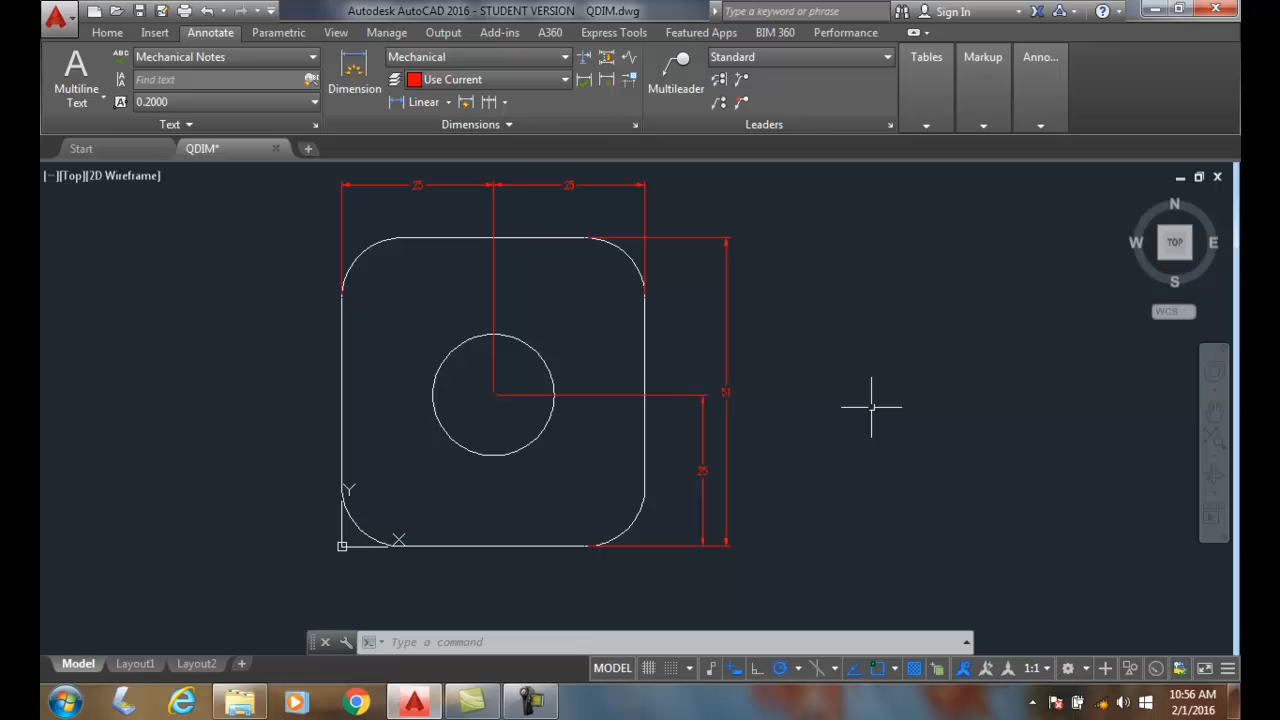 Autodesk AutoCAD 2016 - STUDENT VERSION QDIM.dwg
Type a keyword or phrase
Sign In
Home Insert Annotate Parametric View Manage Output Add-ins A360 Express Tools Featured Apps BIM 360 Performance
A
Multiline
Text
ABC
Mechanical Notes
Find text
0.2000
Text
Dimension
Mechanical
Use Current
Linear
Dimensions
Multileader
Standard
Leaders
Tables
Markup
Anno...
Start
QDIM*
[−][Top][2D Wireframe]
25
25
25
Y
X
N
W
TOP
E
S
WCS
Type a command
Model
Layout1
Layout2
MODEL
1:1
10:56 AM
2/1/2016